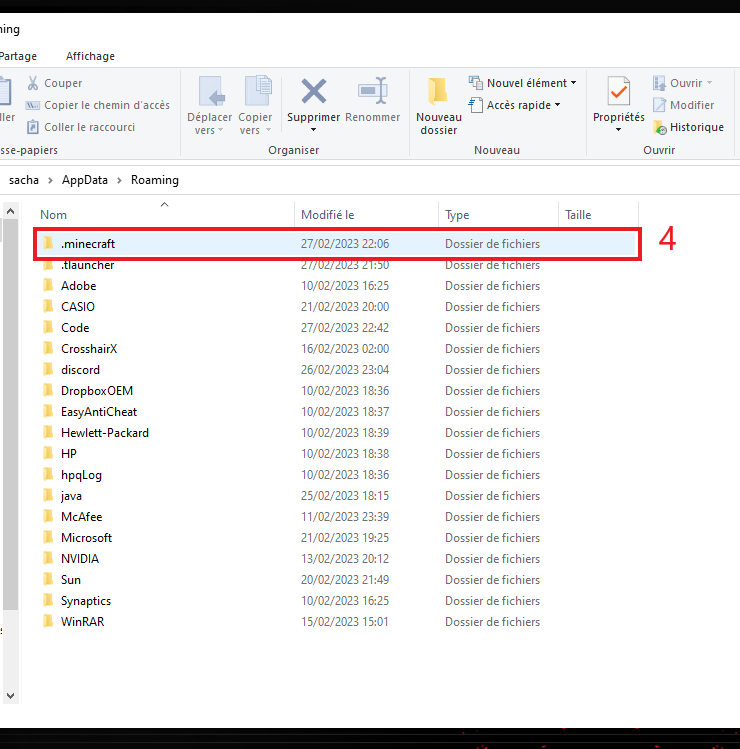 ning
Partage Affichage
Couper
Copier le chemin d'accès
ller Coller le raccourci
sse-papiers
Déplacer vers
Copier vers
Supprimer
Renommer
Organiser
Nouveau dossier
Nouvel élément
Accès rapide
Nouveau
Propriétés
Ouvrir
Modifier
Historique
Ouvrir
sacha > AppData > Roaming
Nom Modifié le Type Taille
.minecraft 27/02/2023 22:06 Dossier de fichiers 4
.tlauncher 27/02/2023 21:50 Dossier de fichiers
Adobe 10/02/2023 16:25 Dossier de fichiers
CASIO 21/02/2023 20:00 Dossier de fichiers
Code 27/02/2023 22:42 Dossier de fichiers
CrosshairX 16/02/2023 02:00 Dossier de fichiers
discord 26/02/2023 23:04 Dossier de fichiers
DropboxOEM 10/02/2023 18:36 Dossier de fichiers
EasyAntiCheat 10/02/2023 18:37 Dossier de fichiers
Hewlett-Packard 10/02/2023 18:39 Dossier de fichiers
HP 10/02/2023 18:38 Dossier de fichiers
hpqLog 10/02/2023 18:36 Dossier de fichiers
java 25/02/2023 18:15 Dossier de fichiers
McAfee 11/02/2023 23:39 Dossier de fichiers
Microsoft 21/02/2023 19:25 Dossier de fichiers
NVIDIA 13/02/2023 20:12 Dossier de fichiers
Sun 20/02/2023 21:49 Dossier de fichiers
Synaptics 10/02/2023 16:25 Dossier de fichiers
WinRAR 15/02/2023 15:01 Dossier de fichiers